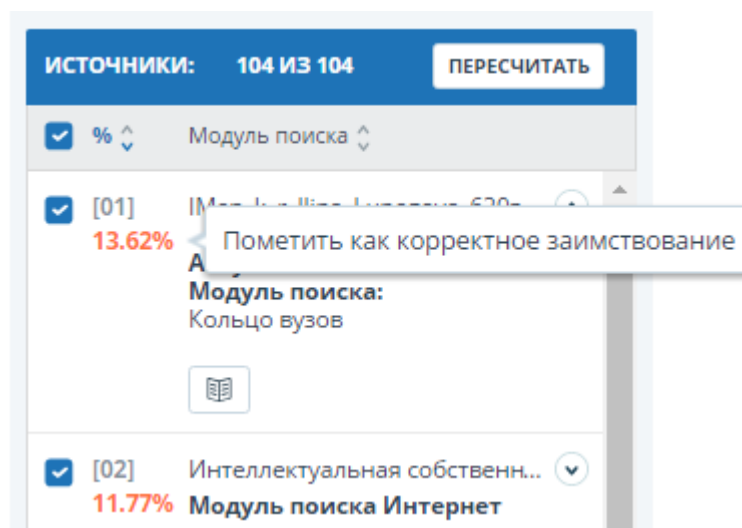 ИСТОЧНИКИ: 104 ИЗ 104 ПЕРЕСЧИТАТЬ
% Модуль поиска
[01]
13.62% Пометить как корректное заимствование
Модуль поиска:
Кольцо вузов
[02] Интеллектуальная собственн...
11.77% Модуль поиска Интернет